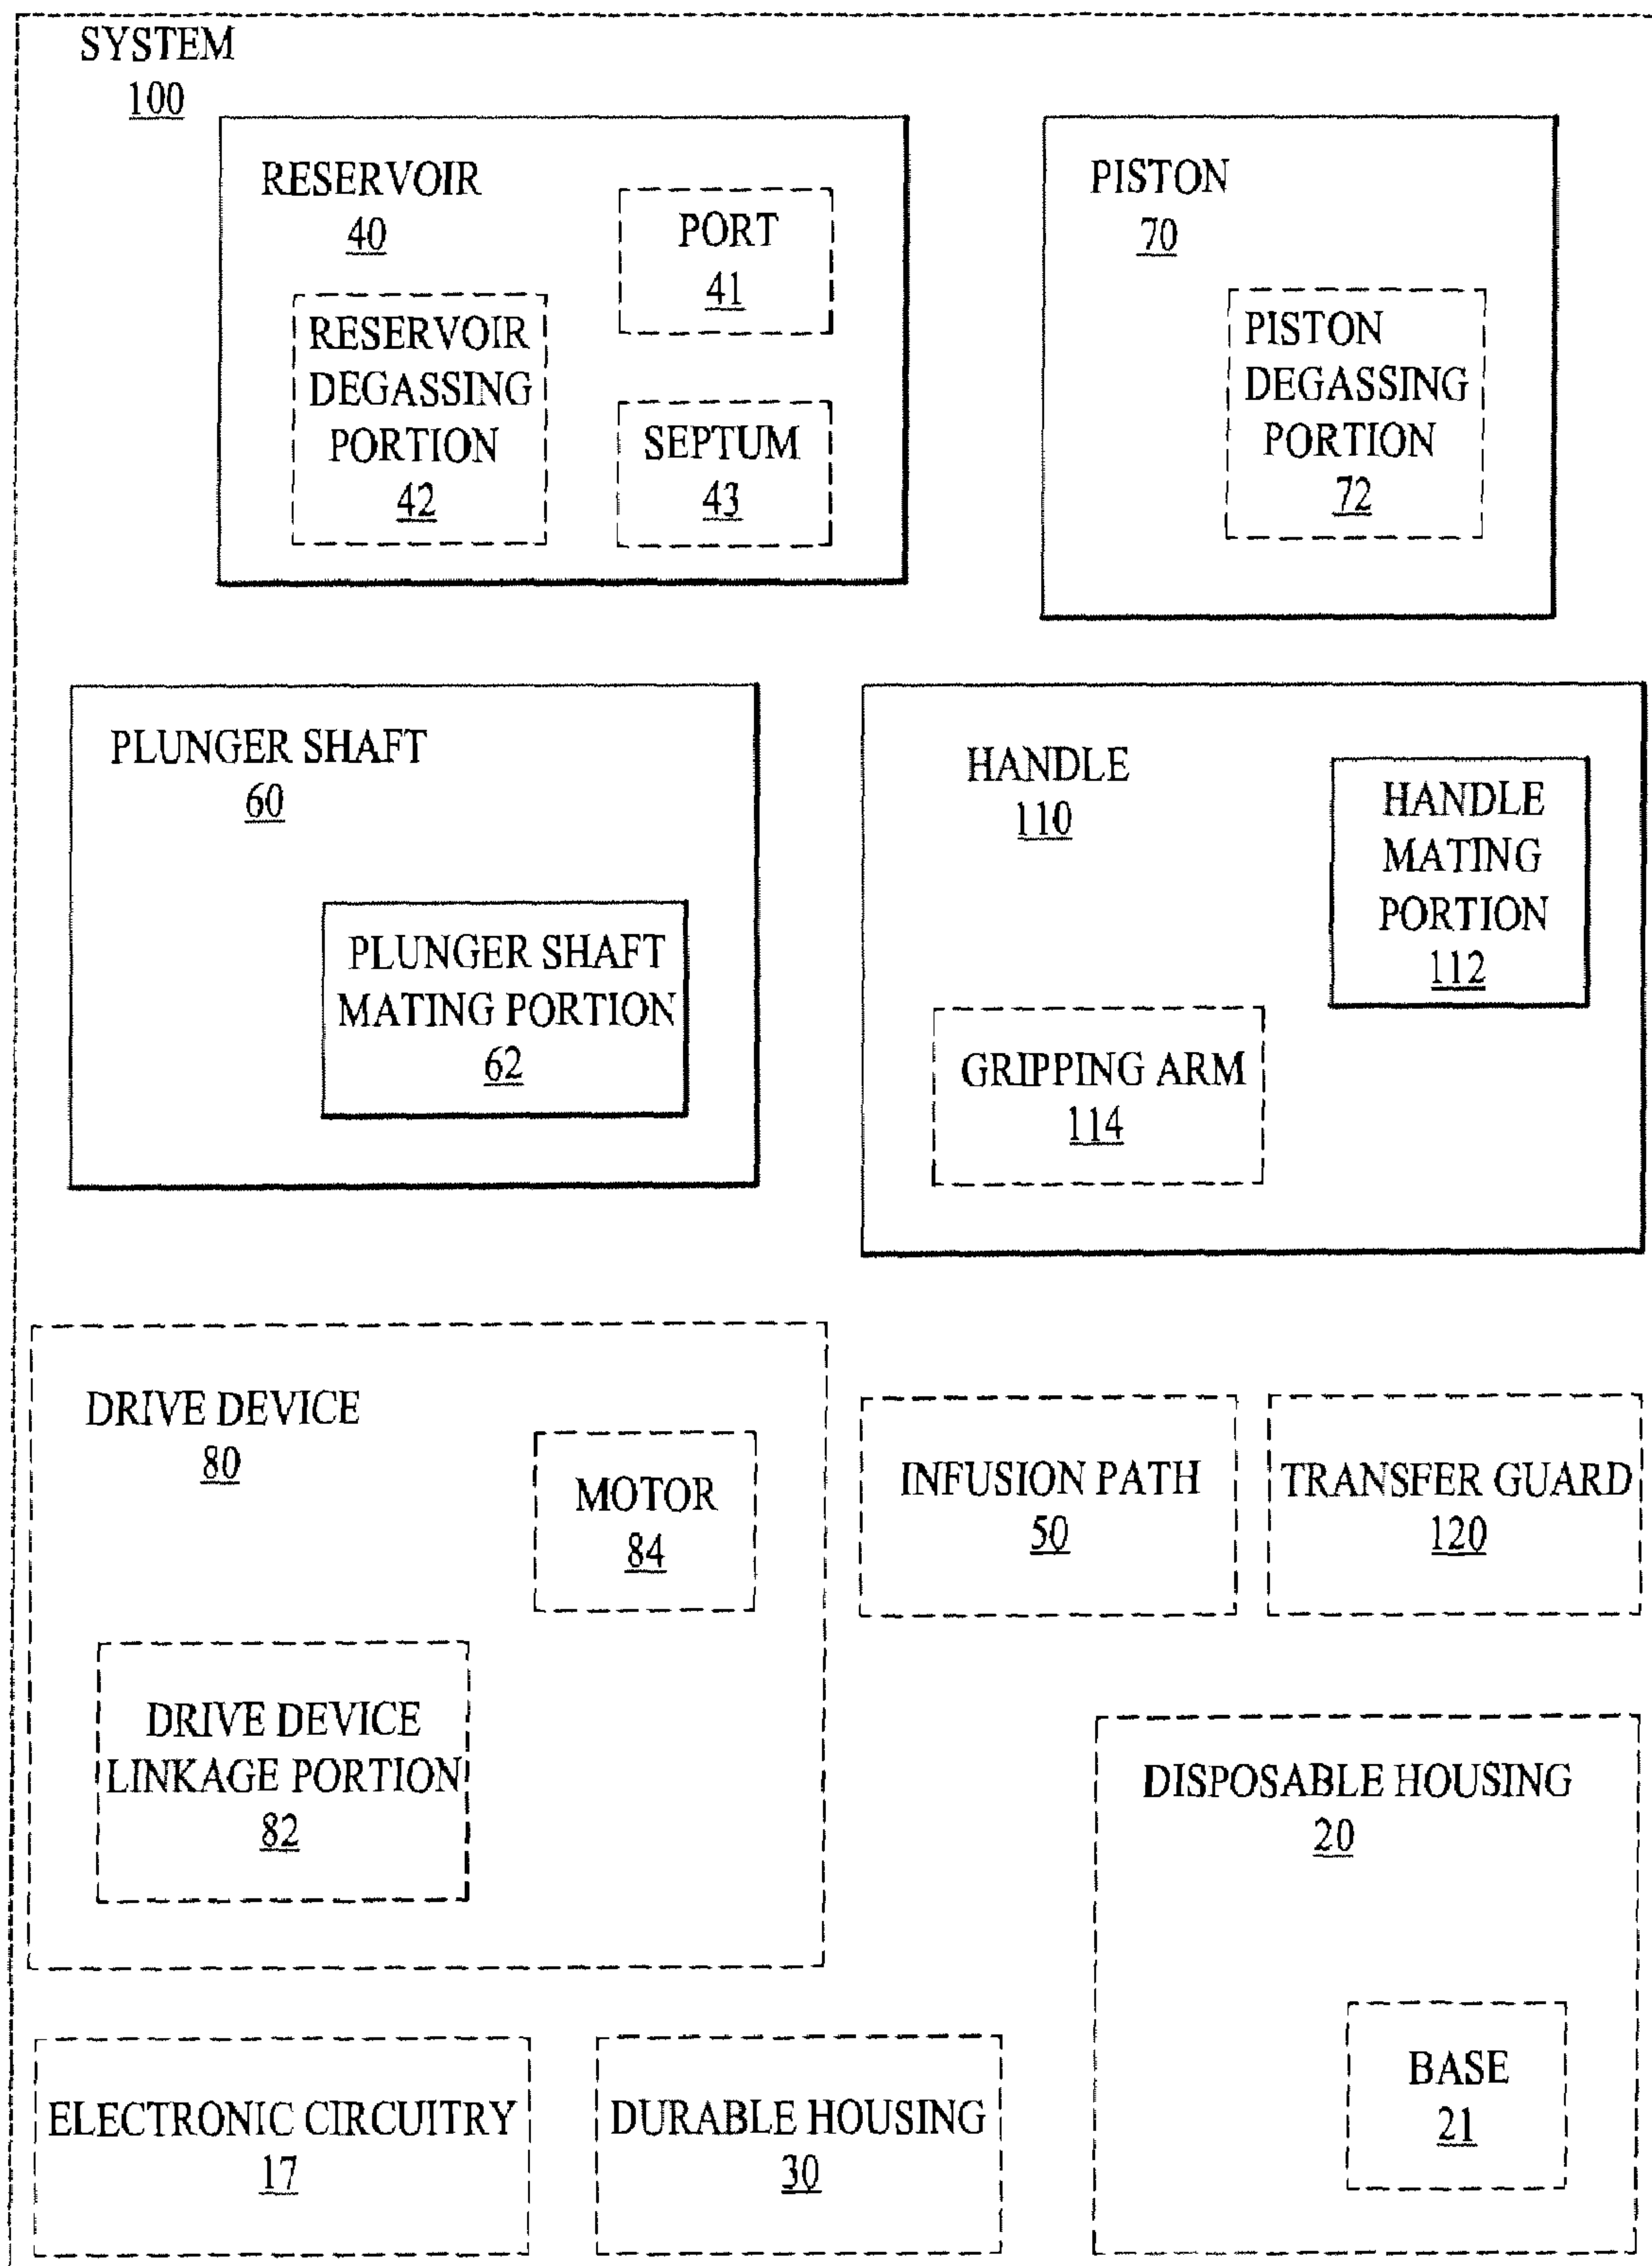 SYSTEM
100
RESERVOIR
40
PORT
41
RESERVOIR
DEGASSING
PORTION
42
SEPTUM
43
PISTON
70
PISTON
DEGASSING
PORTION
72
PLUNGER SHAFT
60
PLUNGER SHAFT
MATING PORTION
62
HANDLE
110
HANDLE
MATING
PORTION
112
GRIPPING ARM
114
DRIVE DEVICE
80
MOTOR
84
DRIVE DEVICE
LINKAGE PORTION
82
INFUSION PATH
50
TRANSFER GUARD
120
DISPOSABLE HOUSING
20
BASE
21
ELECTRONIC CIRCUITRY
17
DURABLE HOUSING
30